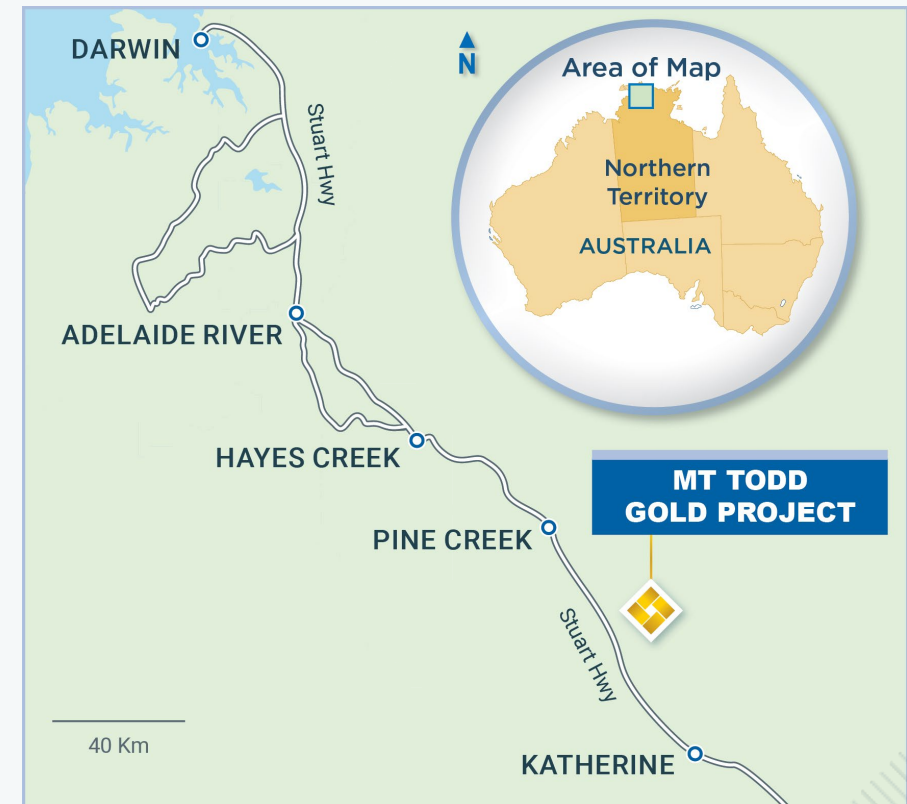 DARWIN
N
Area of Map
Northern
Territory
AUSTRALIA
Stuart Hwy
ADELAIDE RIVER
HAYES CREEK
MT TODD
GOLD PROJECT
PINE CREEK
Stuart Hwy
40 Km
KATHERINE